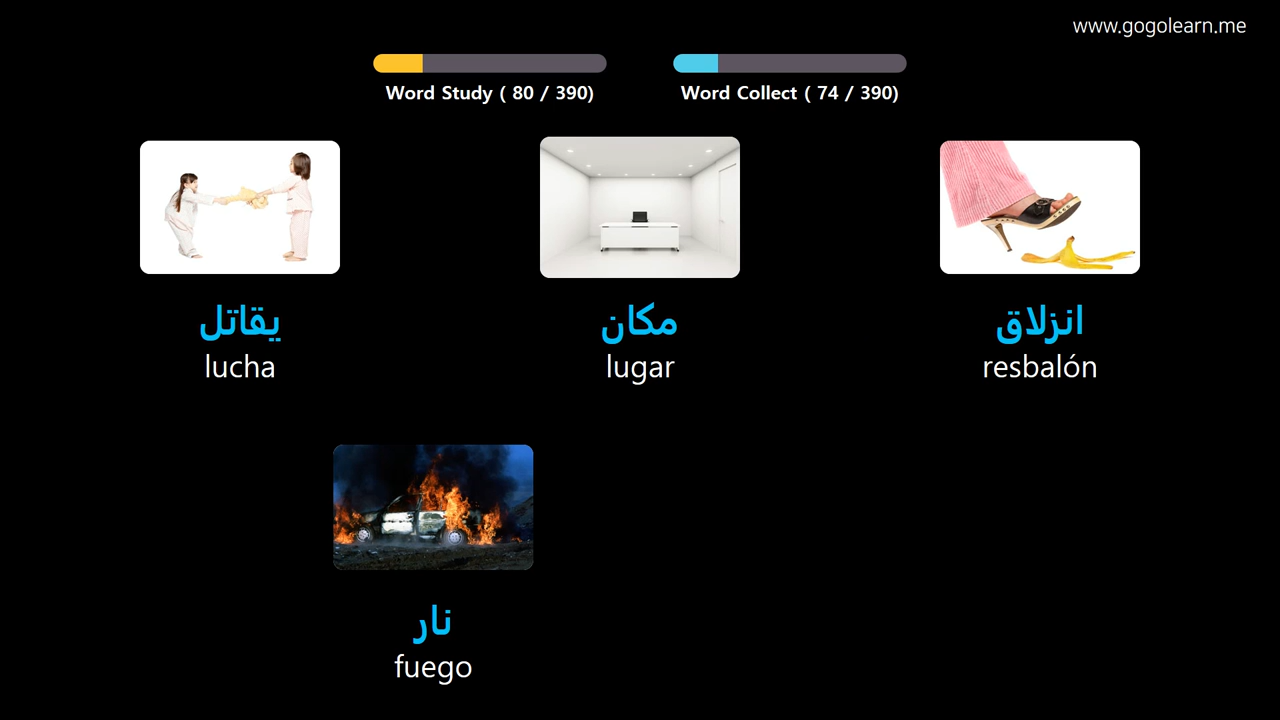 www.gogolearn.me
Word Study ( 80 / 390)
Word Collect ( 74 / 390)
يقاتل
lucha
مكان
lugar
انزلاق
resbalón
نار
fuego